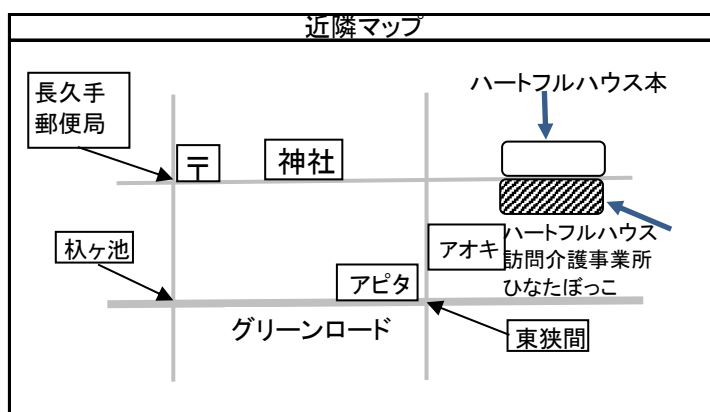 近隣マップ
ハートフルハウス本
長久手
郵便局
〒
神社
杁ヶ池
アオキ
ハートフルハウス
訪問介護事業所
ひなたぼっこ
アピタ
グリーンロード
東狭間